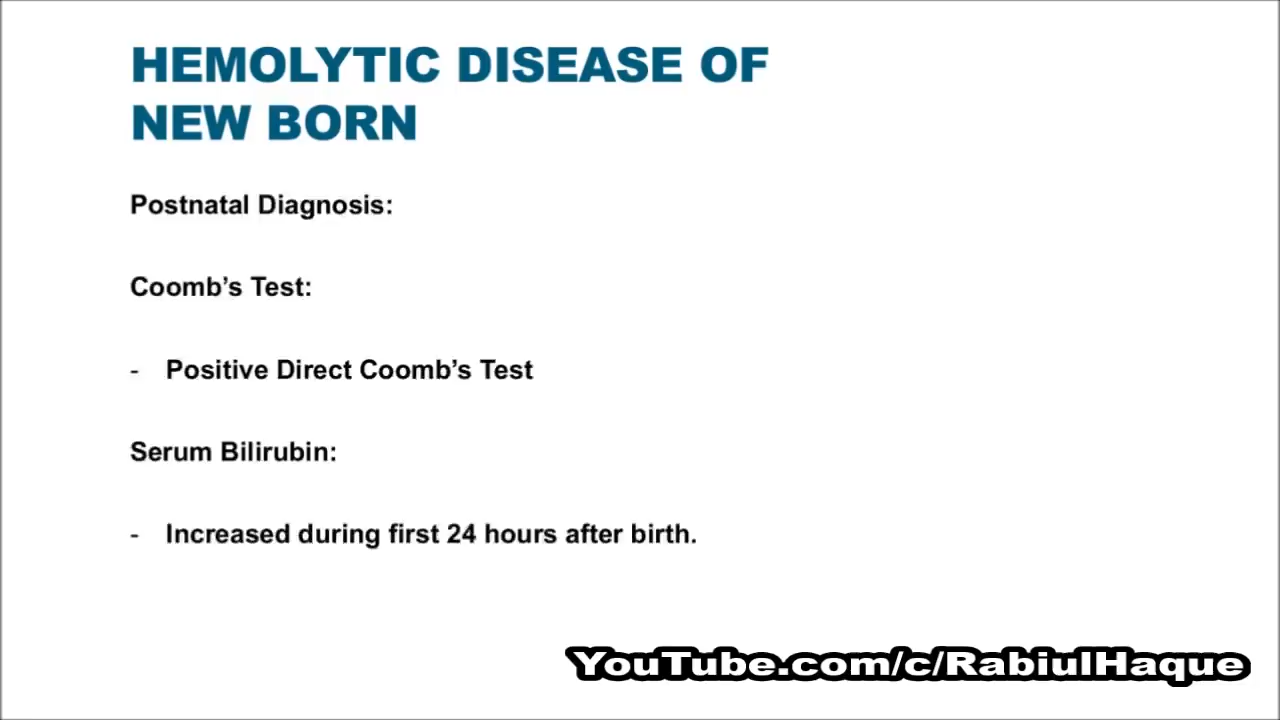 HEMOLYTIC DISEASE OF
NEW BORN
Postnatal Diagnosis:
Coomb’s Test:
- Positive Direct Coomb’s Test
Serum Bilirubin:
- Increased during first 24 hours after birth.
YouTube.com/c/RabiulHaque